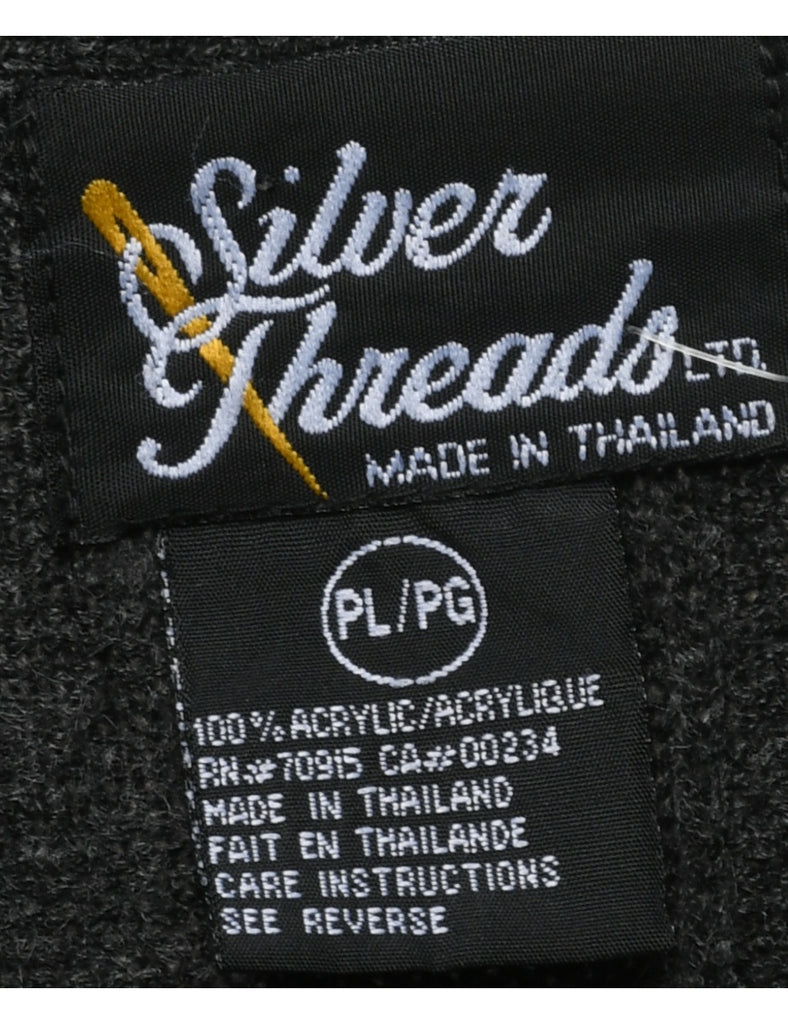 Silver
Threads LTD.
MADE IN THAILAND
PL/PG
100% ACRYLIC/ACRYLIQUE
RN#70915 CA#00234
MADE IN THAILAND
FAIT EN THAILANDE
CARE INSTRUCTIONS
SEE REVERSE